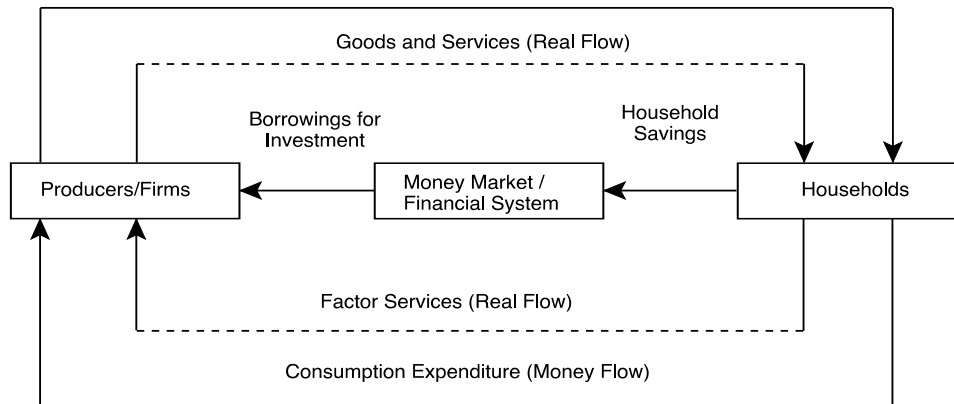 Goods and Services (Real Flow)
Borrowings for
Investment
Household
Savings
Producers/Firms
Money Market /
Financial System
Households
Factor Services (Real Flow)
Consumption Expenditure (Money Flow)